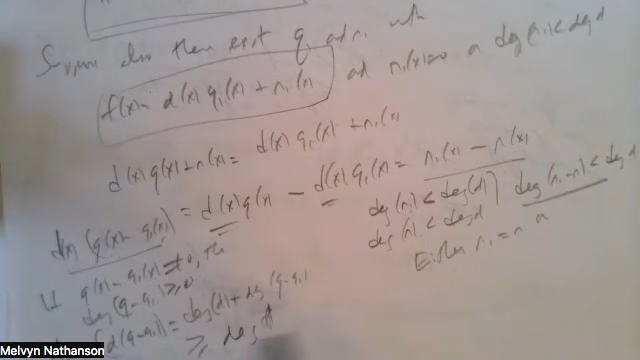 Suppose also there exist q, and r, with
f(x) = d(x) q₁(x) + r₁(x) and r₁(x)=0 or deg(r₁) < deg d
d(x) q(x) + r(x) = d(x) q₁(x) + r₁(x)
d(x) (q(x) - q₁(x)) = d(x) q(x) - d(x) q₁(x) = r₁(x) - r(x)
deg(r₁) < deg(d)
deg(r) < deg d
deg(r₁-r) < deg d
If q(x) - q₁(x) ≠ 0, then
deg(q-q₁) ≥ 0
Either r₁ = r or
d(q-q₁)) = deg(d) + deg(q-q₁)
≥ deg d
Melvyn Nathanson